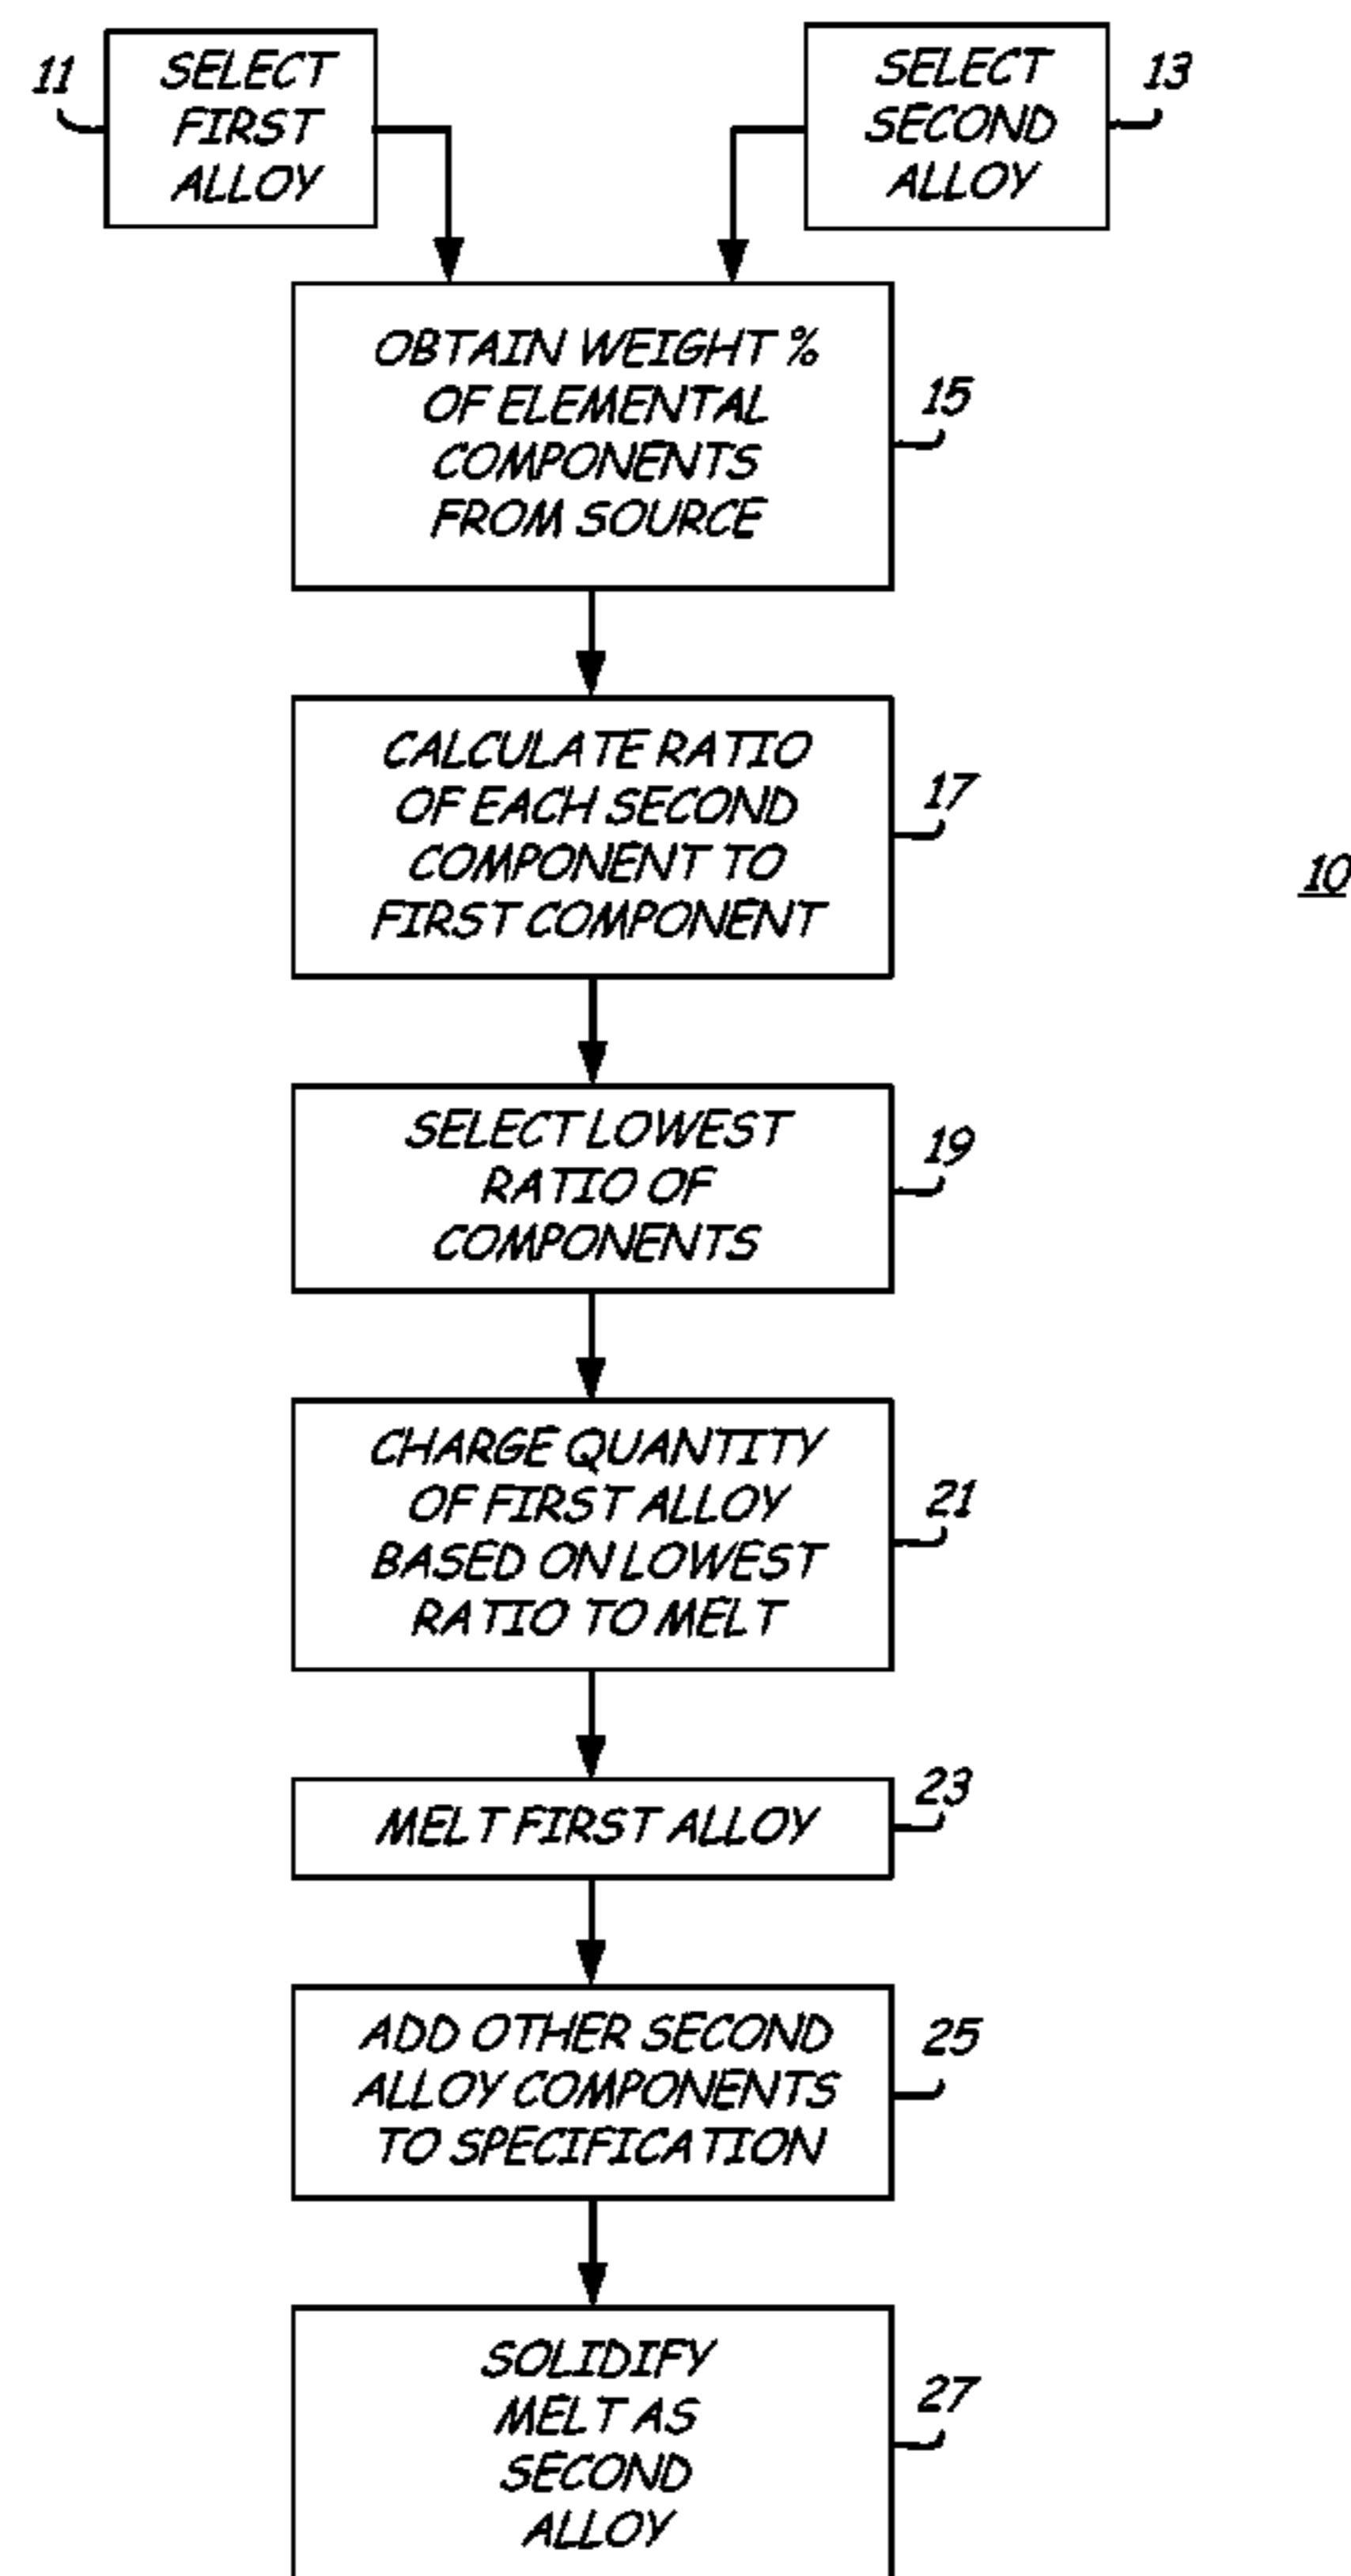 11
SELECT
FIRST
ALLOY
SELECT
SECOND
ALLOY
13
OBTAIN WEIGHT %
OF ELEMENTAL
COMPONENTS
FROM SOURCE
15
CALCULATE RATIO
OF EACH SECOND
COMPONENT TO
FIRST COMPONENT
17
10
SELECT LOWEST
RATIO OF
COMPONENTS
19
CHARGE QUANTITY
OF FIRST ALLOY
BASED ON LOWEST
RATIO TO MELT
21
MELT FIRST ALLOY
23
ADD OTHER SECOND
ALLOY COMPONENTS
TO SPECIFICATION
25
SOLIDIFY
MELT AS
SECOND
ALLOY
27